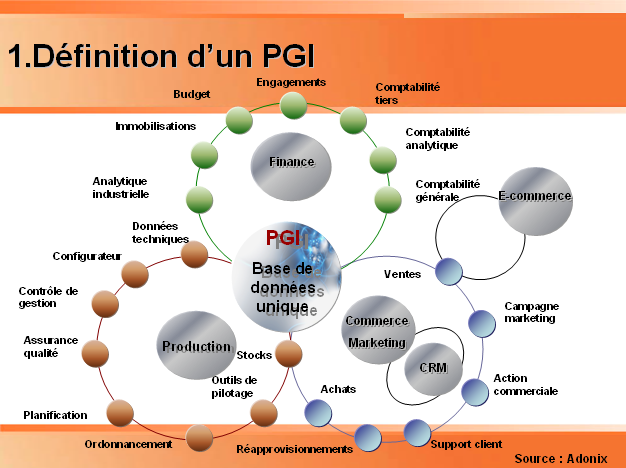 1.Définition d’un PGI
Engagements
Budget
Comptabilité
tiers
Immobilisations
Comptabilité
analytique
Finance
Analytique
industrielle
Comptabilité
générale
E-commerce
Données
techniques
PGI
Configurateur
Base de
données
unique
Ventes
Contrôle de
gestion
Campagne
marketing
Commerce
Marketing
Assurance
qualité
Production
Stocks
CRM
Outils de
pilotage
Achats
Action
commerciale
Planification
Ordonnancement
Réapprovisionnements
Support client
Source : Adonix